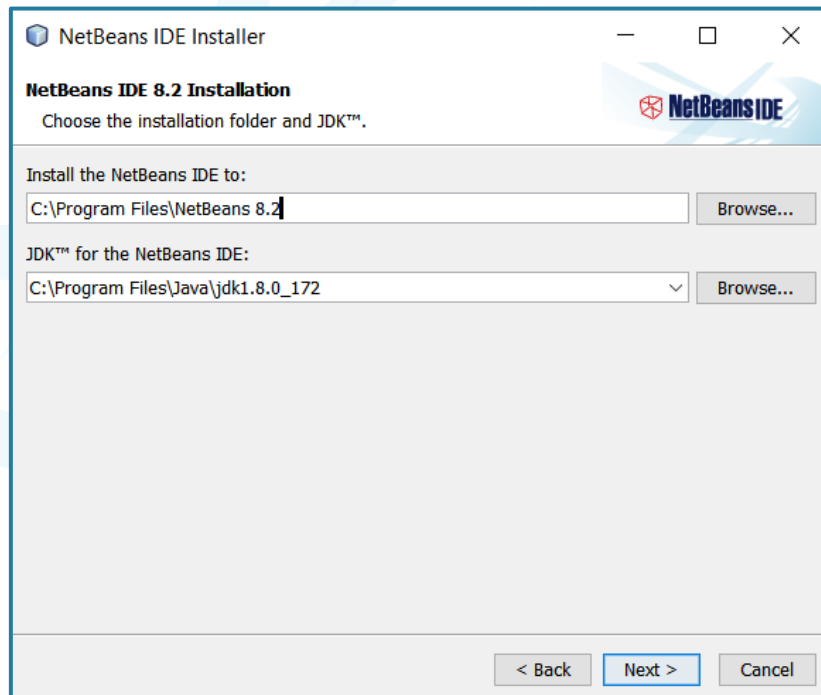 NetBeans IDE Installer
NetBeans IDE 8.2 Installation
Choose the installation folder and JDK™.
NetBeans IDE
Install the NetBeans IDE to:
C:\Program Files\NetBeans 8.2
Browse...
JDK™ for the NetBeans IDE:
C:\Program Files\Java\jdk1.8.0_172
Browse...
< Back
Next >
Cancel